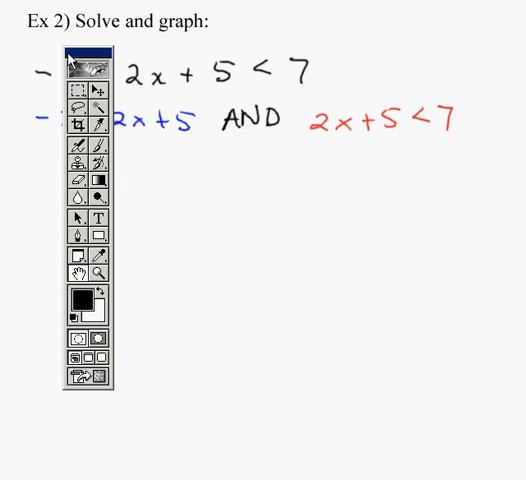 Ex 2) Solve and graph:
- 2x + 5 < 7
- 2x + 5 AND 2x + 5 < 7
T